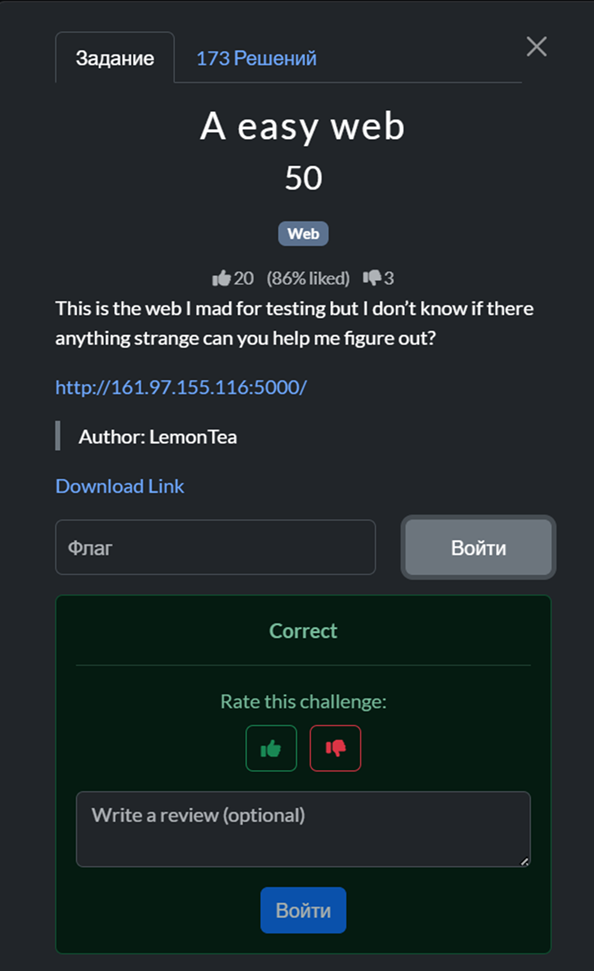 Задание
173 Решений
A easy web
50
Web
20 (86% liked) 3
This is the web I mad for testing but I don’t know if there
anything strange can you help me figure out?
http://161.97.155.116:5000/
Author: LemonTea
Download Link
Флаг
Войти
Correct
Rate this challenge:
Write a review (optional)
Войти